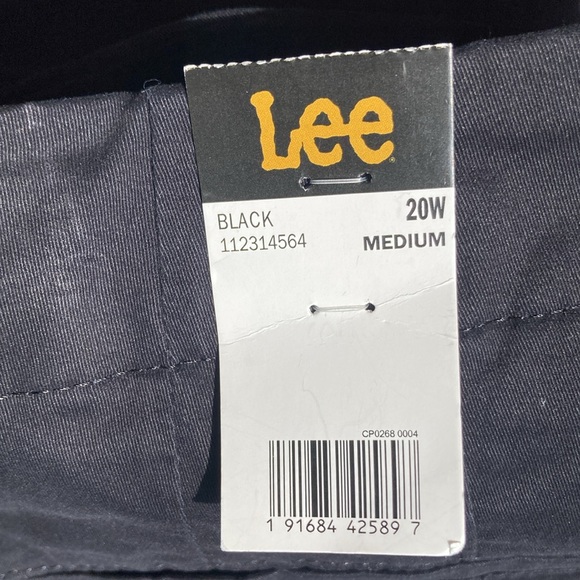 Lee
BLACK 20W
112314564 MEDIUM
CP0268 0004
1 91684 42589 7